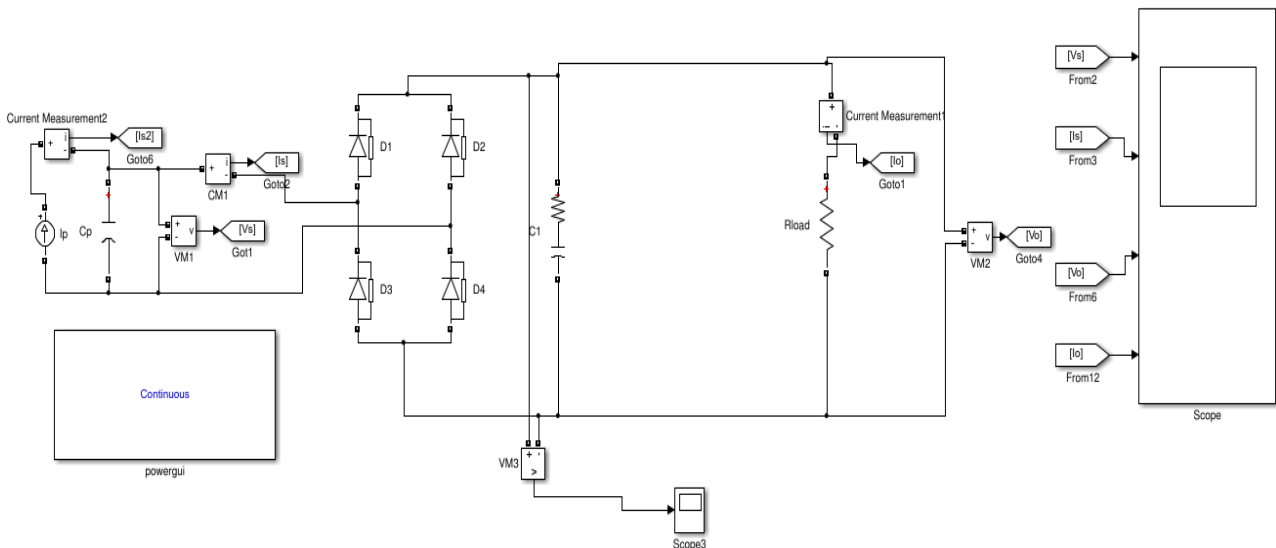 [Vs]
From2
Current Measurement2
i
+
-
[Is2]
Goto6
D1
D2
+
Current Measurement1
[Is]
From3
+
i
-
[Is]
Goto2
CM1
[Io]
Goto1
+
Ip
Cp
+
-
v
[Vs]
Got1
VM1
C1
Rload
+
-
v
[Vo]
VM2
Goto4
[Vo]
From6
D3
D4
[Io]
From12
Continuous
Scope
powergui
VM3
+
-
v
Scope3